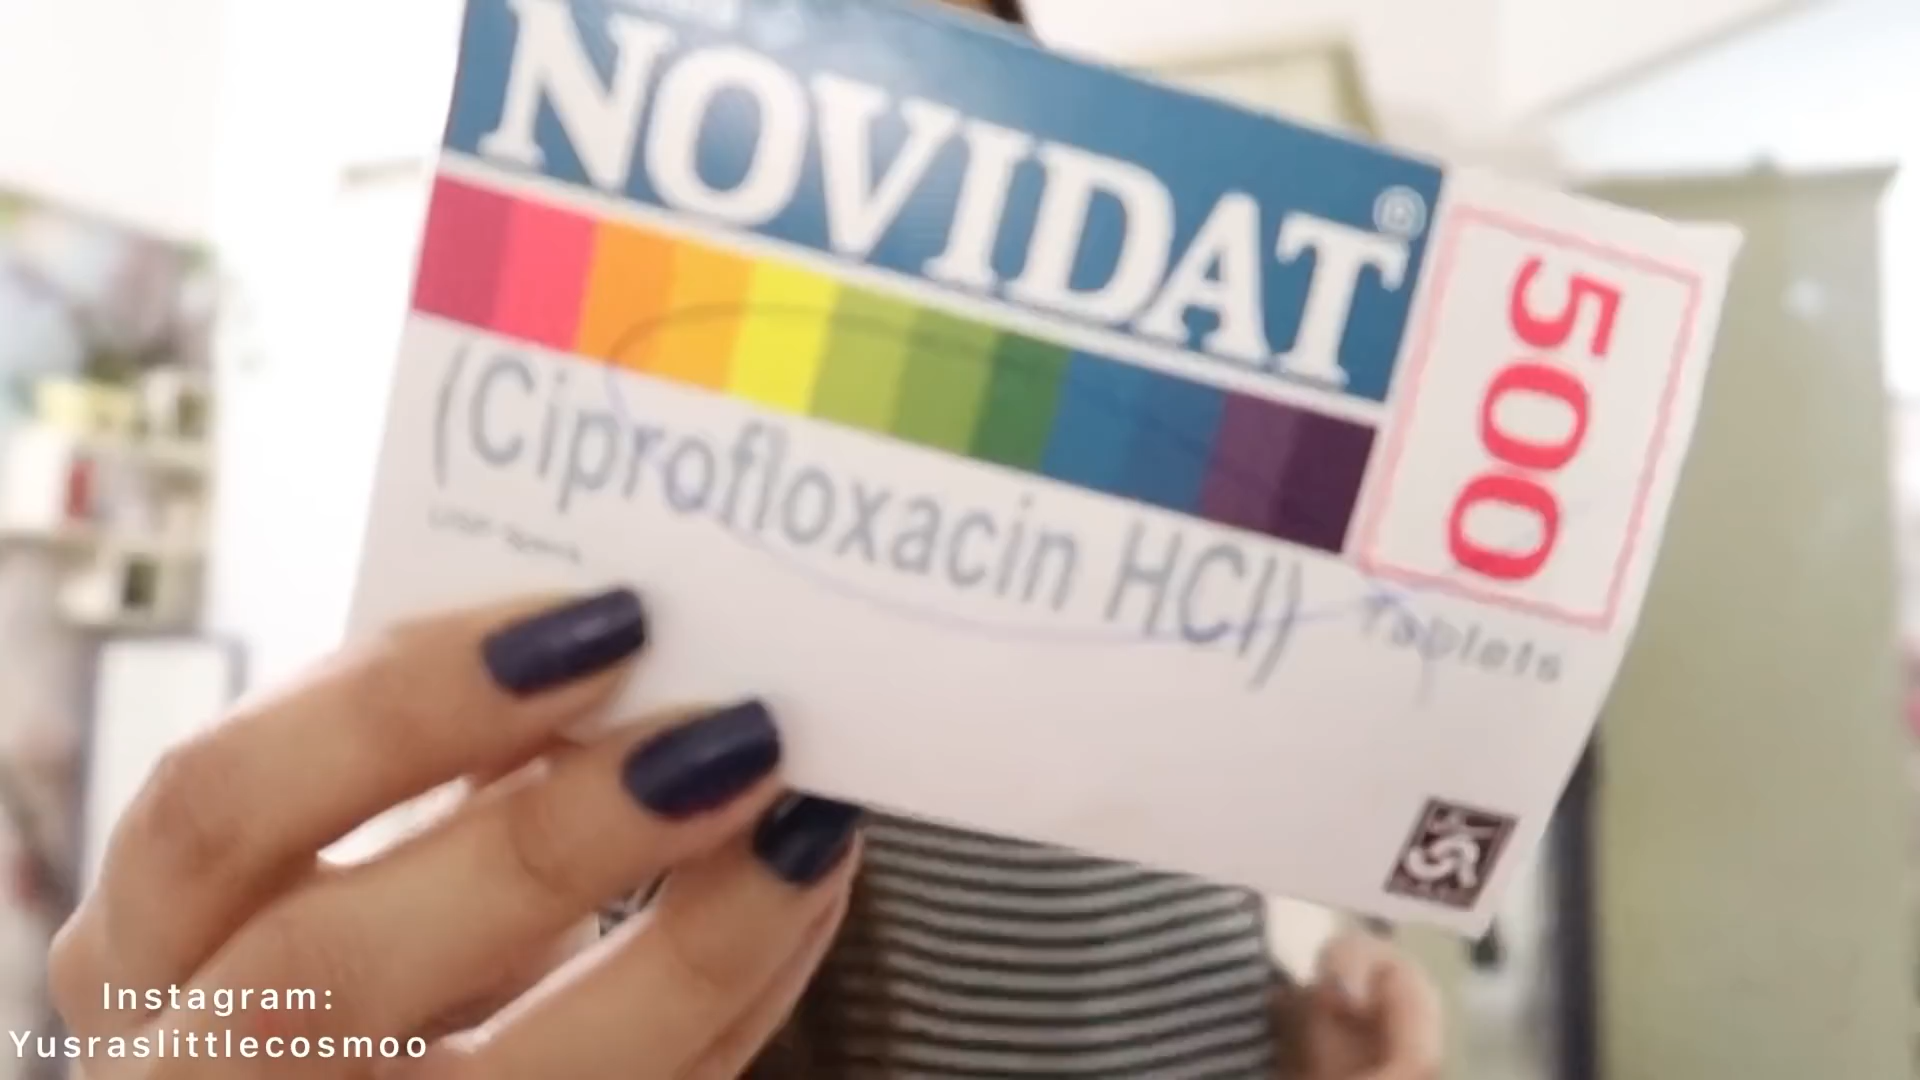 NOVIDAT®
500
(Ciprofloxacin HCl)
Tablets
Instagram:
Yusraslittlecosmoo